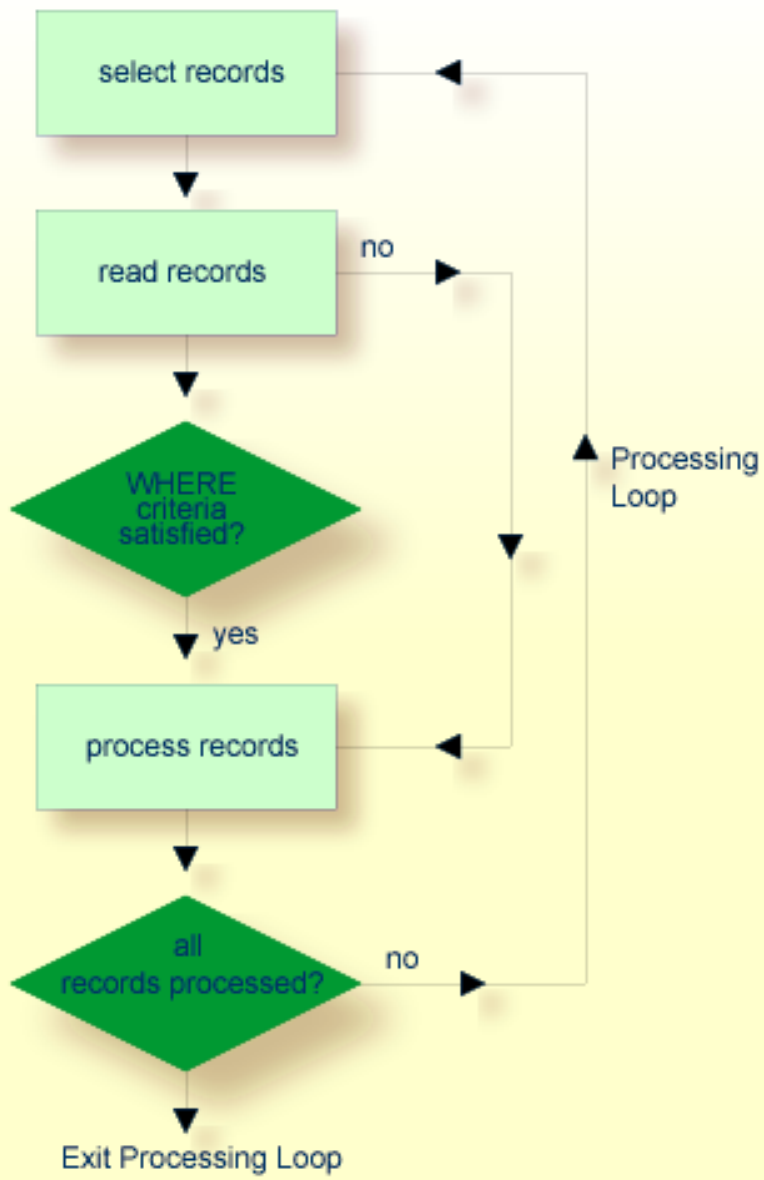 select records
read records
no
WHERE
criteria
satisfied?
Processing
Loop
yes
process records
all
records processed?
no
Exit Processing Loop